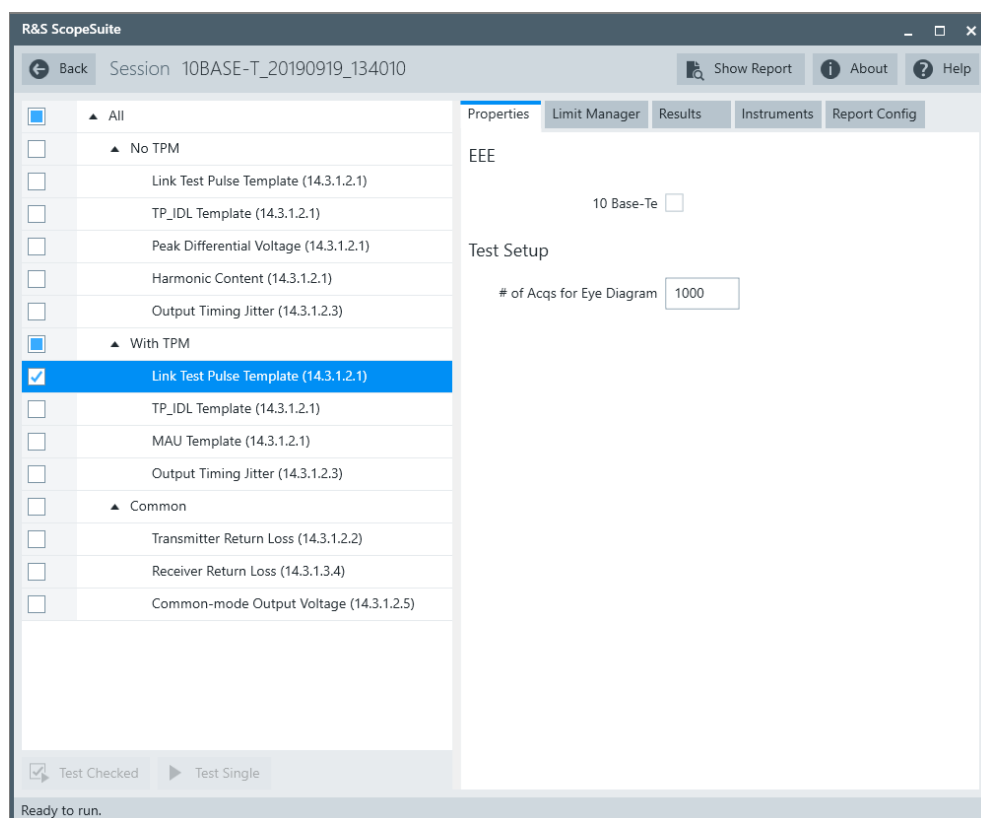 R&S ScopeSuite
Back Session 10BASE-T_20190919_134010 Show Report About Help
All
No TPM
Link Test Pulse Template (14.3.1.2.1)
TP_IDL Template (14.3.1.2.1)
Peak Differential Voltage (14.3.1.2.1)
Harmonic Content (14.3.1.2.1)
Output Timing Jitter (14.3.1.2.3)
With TPM
Link Test Pulse Template (14.3.1.2.1)
TP_IDL Template (14.3.1.2.1)
MAU Template (14.3.1.2.1)
Output Timing Jitter (14.3.1.2.3)
Common
Transmitter Return Loss (14.3.1.2.2)
Receiver Return Loss (14.3.1.3.4)
Common-mode Output Voltage (14.3.1.2.5)
Test Checked Test Single
Properties Limit Manager Results Instruments Report Config
EEE
10 Base-Te
Test Setup
# of Acqs for Eye Diagram 1000
Ready to run.